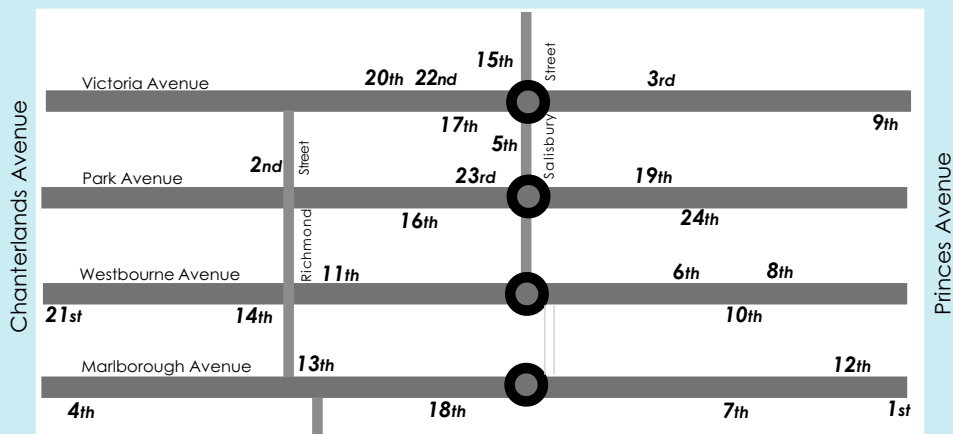 Chanterlands Avenue
Princes Avenue
15th
Salisbury Street
Victoria Avenue
20th 22nd
3rd
17th
9th
5th
2nd
Richmond Street
Park Avenue
23rd
19th
16th
24th
Westbourne Avenue
11th
6th
8th
21st
14th
10th
Marlborough Avenue
13th
12th
4th
18th
7th
1st